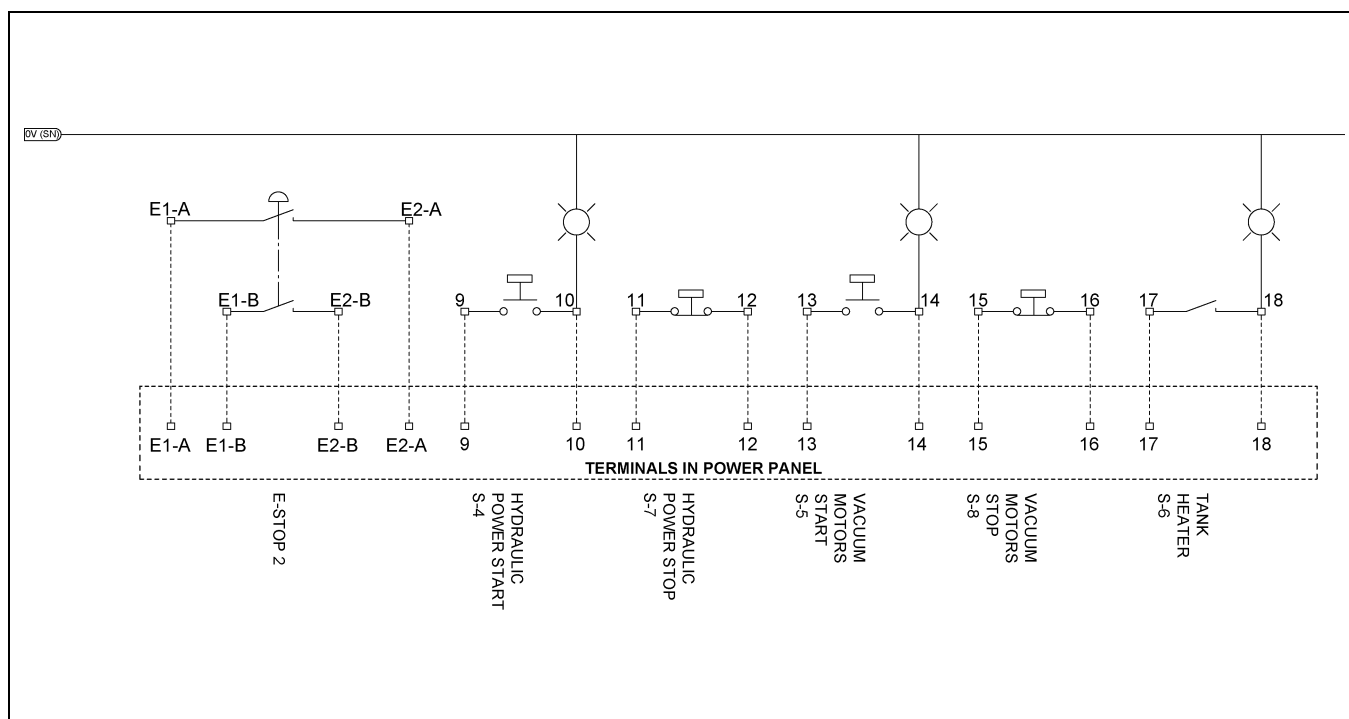 0V (SN)
E1-A
E2-A
E1-B
E2-B
9
10
11
12
13
14
15
16
17
18
E1-A
E1-B
E2-B
E2-A
9
10
11
12
13
14
15
16
17
18
TERMINALS IN POWER PANEL
E-STOP 2
HYDRAULIC
POWER START
S-4
HYDRAULIC
POWER STOP
S-7
VACUUM
MOTORS
START
S-5
VACUUM
MOTORS
STOP
S-8
TANK
HEATER
S-6